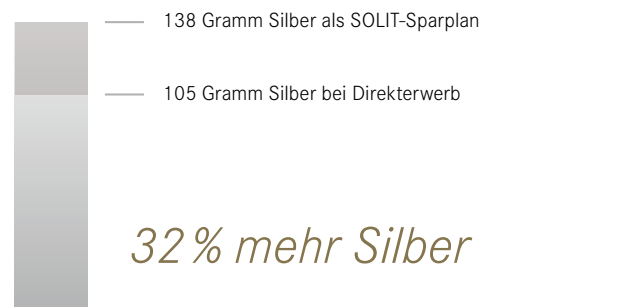 138 Gramm Silber als SOLIT-Sparplan
105 Gramm Silber bei Direkterwerb
32 % mehr Silber